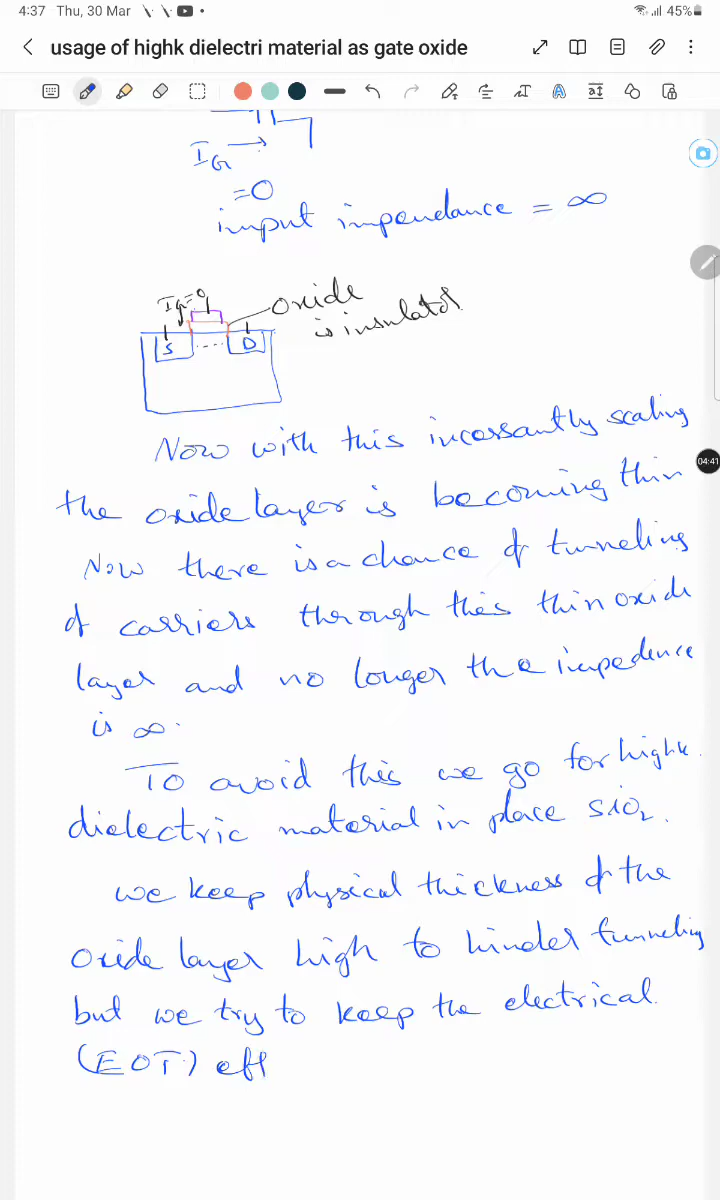 4:37 Thu, 30 Mar
45%
usage of highk dielectri material as gate oxide
IG
=0
input impendance = ∞
Ig=0
oxide
is insulator
S D
Now with this incessantly scaling
the oxide layer is becoming thin
Now there is a chance of tunneling
of carriers through this thin oxide
layer and no longer the impedence
is ∞.
To avoid this we go for high k
dielectric material in place SiO2.
we keep physical thickness of the
oxide layer high to hinder tunneling
but we try to keep the electrical
(EOT) eff
04:41